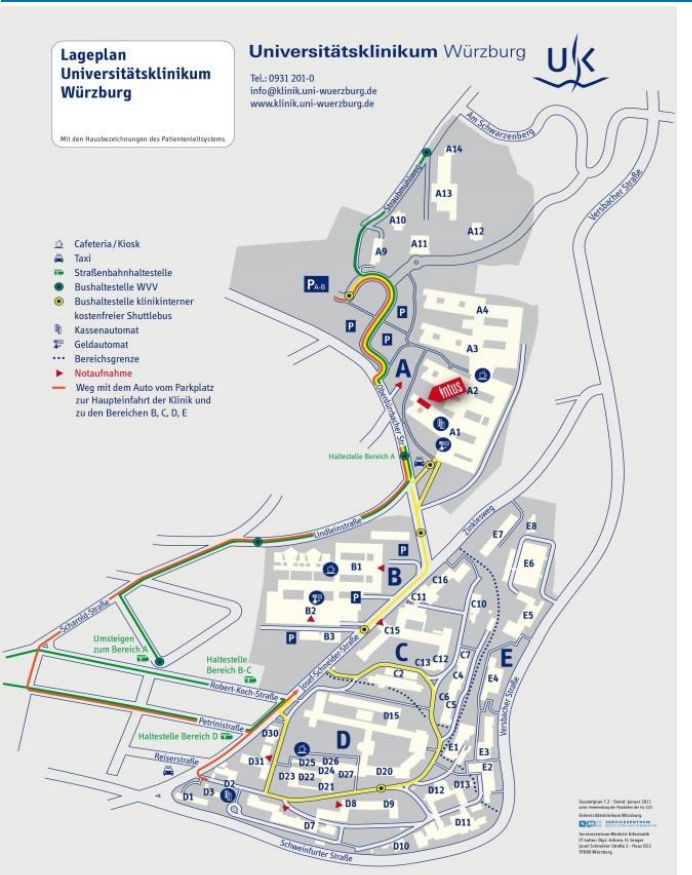 Lageplan
Universitätsklinikum
Würzburg
Mit den Hausbezeichnungen des Patientenleitsystems
Universitätsklinikum Würzburg
Tel.: 0931 201-0
info@klinik.uni-wuerzburg.de
www.klinik.uni-wuerzburg.de
UK
Cafeteria/Kiosk
Taxi
Straßenbahnhaltestelle
Bushaltestelle WVV
Bushaltestelle klinikinterner
kostenfreier Shuttlebus
Kassenautomat
Geldautomat
Bereichsgrenze
Notaufnahme
Weg mit dem Auto vom Parkplatz
zur Haupteinfahrt der Klinik und
zu den Bereichen B, C, D, E
Am Schwarzenberg
Straubmühlweg
Versbacher Straße
A14
A13
A10
A12
A11
A9
PA-B
P
P
P
A4
A3
A
A2
intus
A1
Oberdürrbacher Str.
Haltestelle Bereich A
Lindleinstraße
Zinklesweg
E8
E7
E6
E5
P
B1
B
P
B2
P
B3
C16
C11
C10
C15
C
C12
C13
C7
C2
C4
C6
C5
E
E4
Versbacher Straße
Scharold-Straße
Umsteigen
zum Bereich A
Haltestelle
Bereich B-C
Josef-Schneider-Straße
Robert-Koch-Straße
Petrinistraße
Haltestelle Bereich D
Reiserstraße
D15
D30
D
D31
D25
D26
D24
D23
D22
D27
D21
D20
E1
E3
E2
D13
D12
D11
D1
D3
D2
D7
D8
D9
D10
Schweinfurter Straße